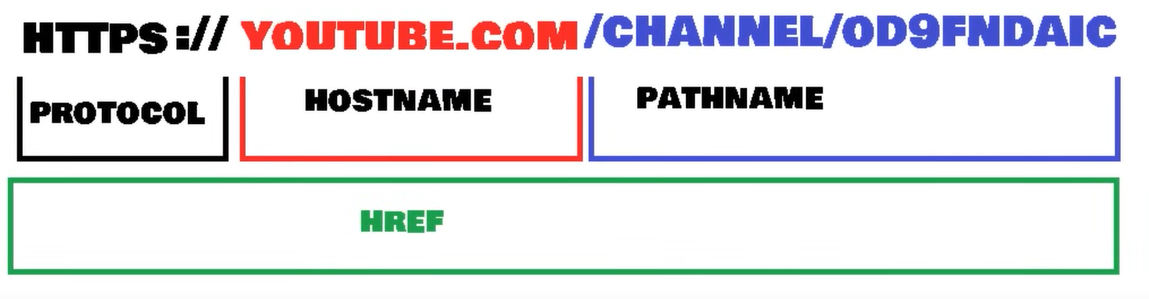 HTTPS:// YOUTUBE.COM/CHANNEL/OD9FNDAIC
PROTOCOL HOSTNAME PATHNAME
HREF